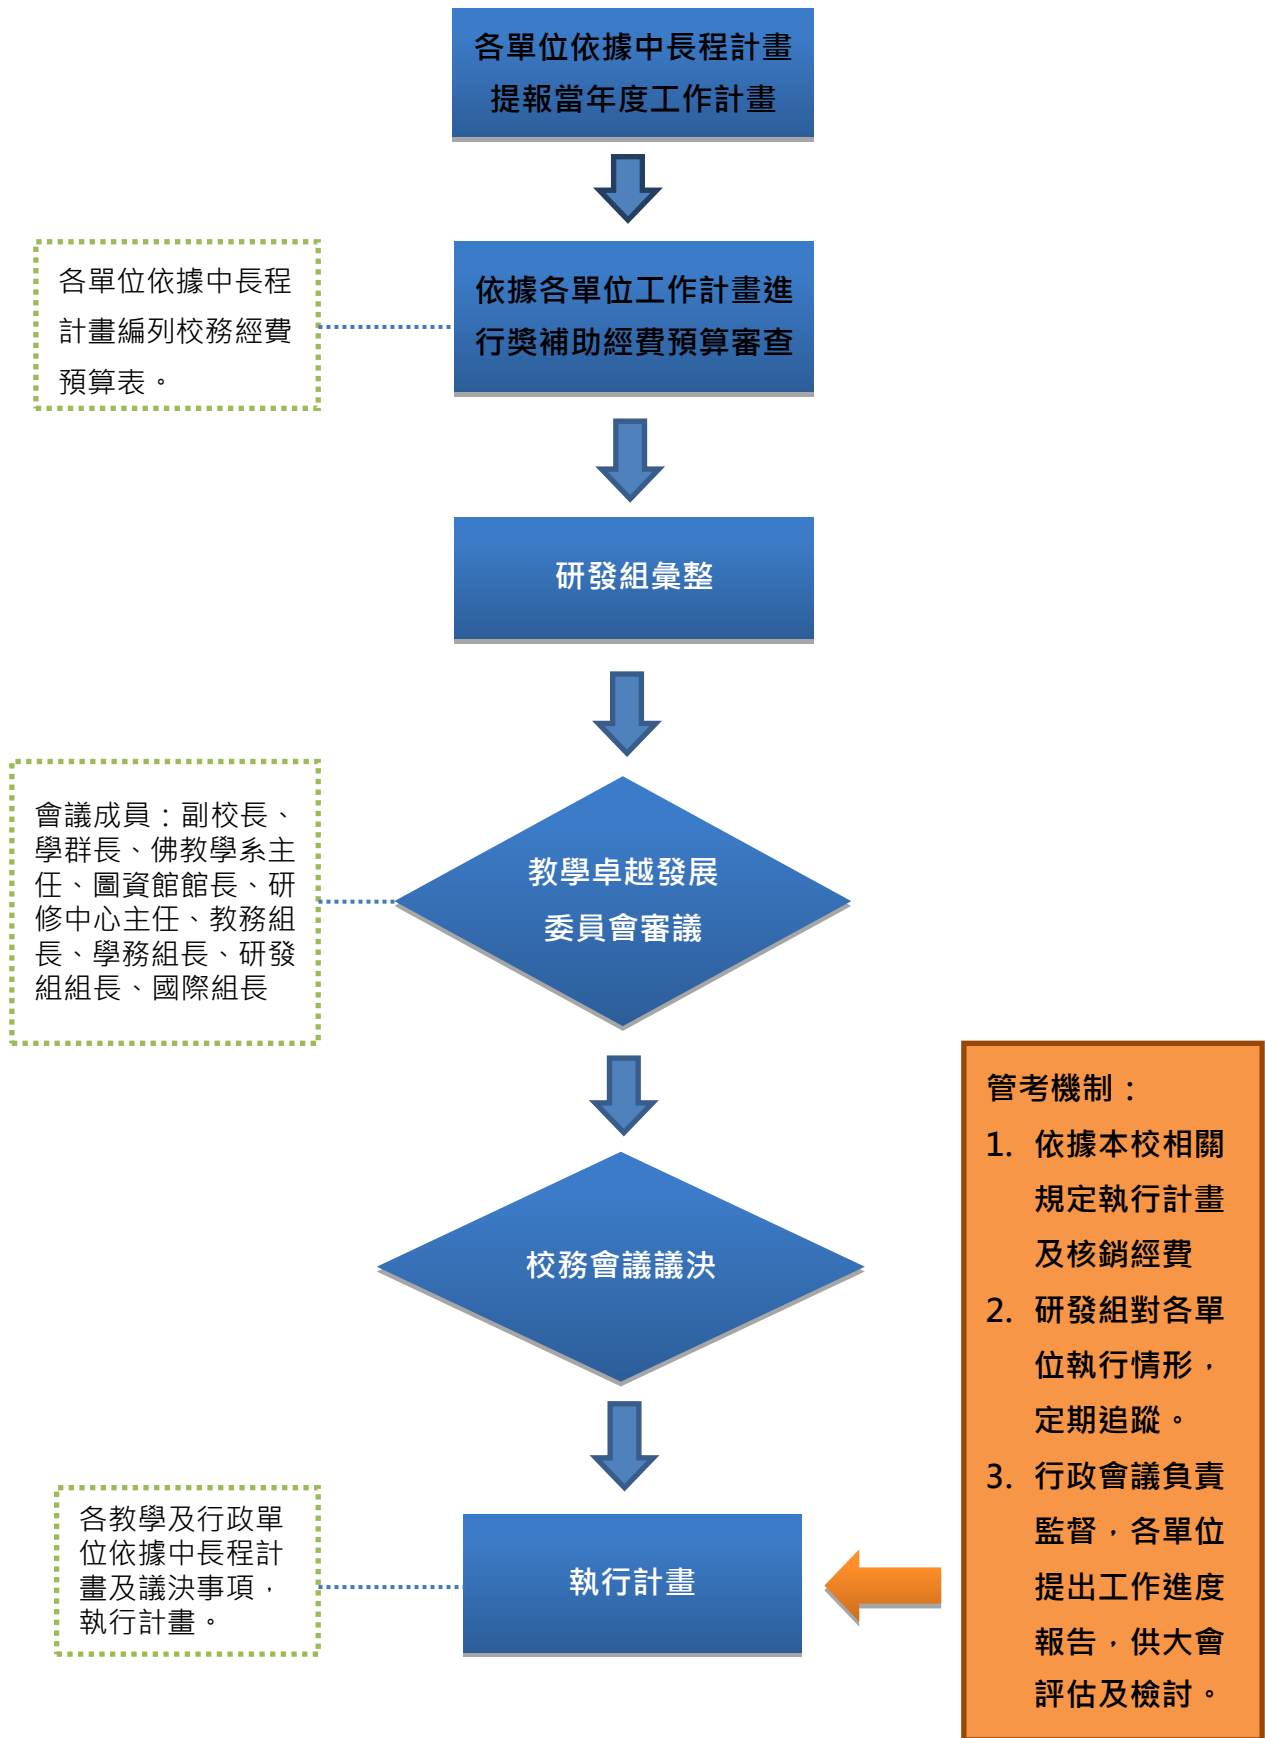 各單位依據中長程計畫
提報當年度工作計畫
各單位依據中長程
計畫編列校務經費
預算表。
依據各單位工作計畫進
行獎補助經費預算審查
研發組彙整
會議成員：副校長、
學群長、佛教學系主
任、圖資館館長、研
修中心主任、教務組
長、學務組長、研發
組組長、國際組長
教學卓越發展
委員會審議
校務會議議決
管考機制：
1. 依據本校相關
規定執行計畫
及核銷經費
2. 研發組對各單
位執行情形，
定期追蹤。
3. 行政會議負責
監督，各單位
提出工作進度
報告，供大會
評估及檢討。
各教學及行政單
位依據中長程計
畫及議決事項，
執行計畫。
執行計畫